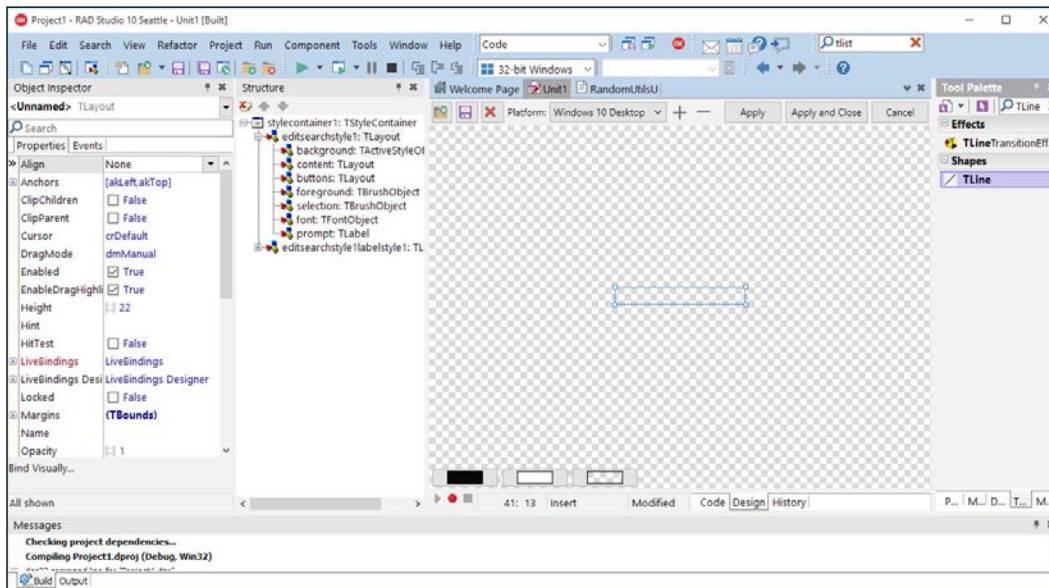 Project1 - RAD Studio 10 Seattle - Unit1 [Built]
File Edit Search View Refactor Project Run Component Tools Window Help Code tlist
32-bit Windows
Object Inspector
<Unnamed> TLayout
Search
Properties Events
Align None
Anchors [akLeft,akTop]
ClipChildren False
ClipParent False
Cursor crDefault
DragMode dmManual
Enabled True
EnableDragHighli True
Height 22
Hint
HitTest False
LiveBindings LiveBindings
LiveBindings Desi LiveBindings Designer
Locked False
Margins (TBounds)
Name
Opacity 1
Bind Visually...
All shown
Structure
stylecontainer1: TStyleContainer
editsearchstyle1: TLayout
background: TActiveStyleOl
content: TLayout
buttons: TLayout
foreground: TBrushObject
selection: TBrushObject
font: TFontObject
prompt: TLabel
editsearchstyle1labelstyle1: TL
Welcome Page Unit1 RandomUtilsU
Platform: Windows 10 Desktop Apply Apply and Close Cancel
41: 13 Insert Modified Code Design History
Tool Palette
TLine
Effects
TLineTransitionEff
Shapes
TLine
P... M... D... T... M.
Messages
Checking project dependencies...
Compiling Project1.dproj (Debug, Win32)
Build Output